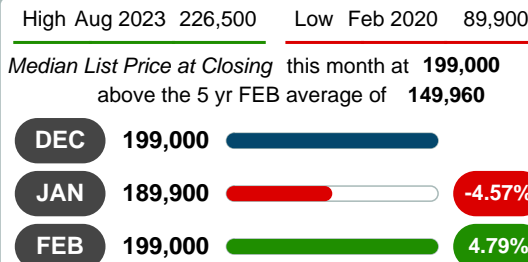 High Aug 2023 226,500 Low Feb 2020 89,900
Median List Price at Closing this month at 199,000
above the 5 yr FEB average of 149,960
DEC 199,000
JAN 189,900 -4.57%
FEB 199,000 4.79%